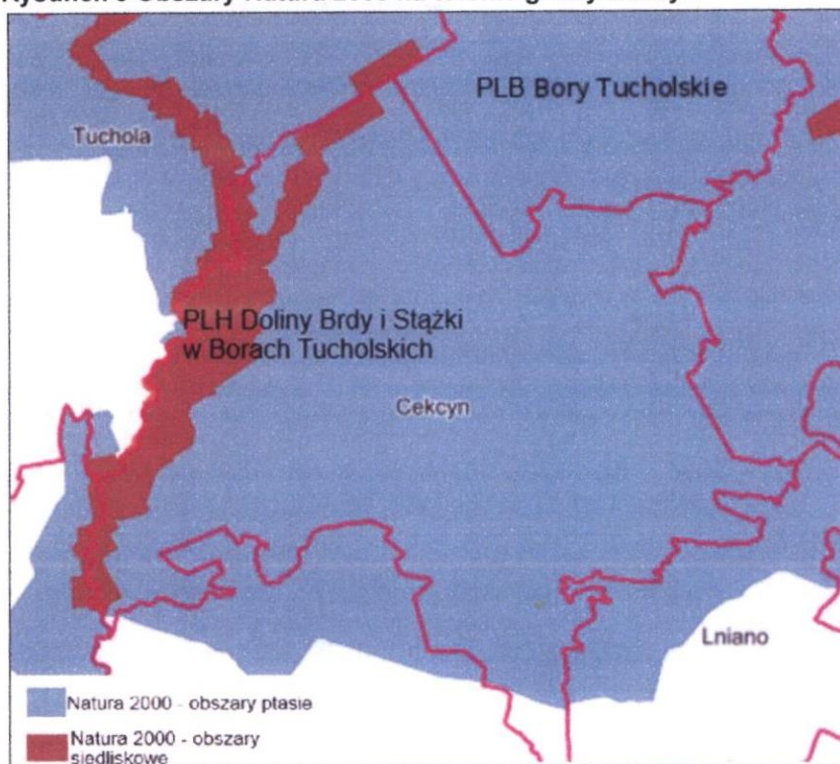 PLB Bory Tucholskie
Tuchola
PLH Doliny Brdy i Stążki
w Borach Tucholskich
Cekcyn
Lniano
Natura 2000 - obszary ptasie
Natura 2000 - obszary
siedliskowe